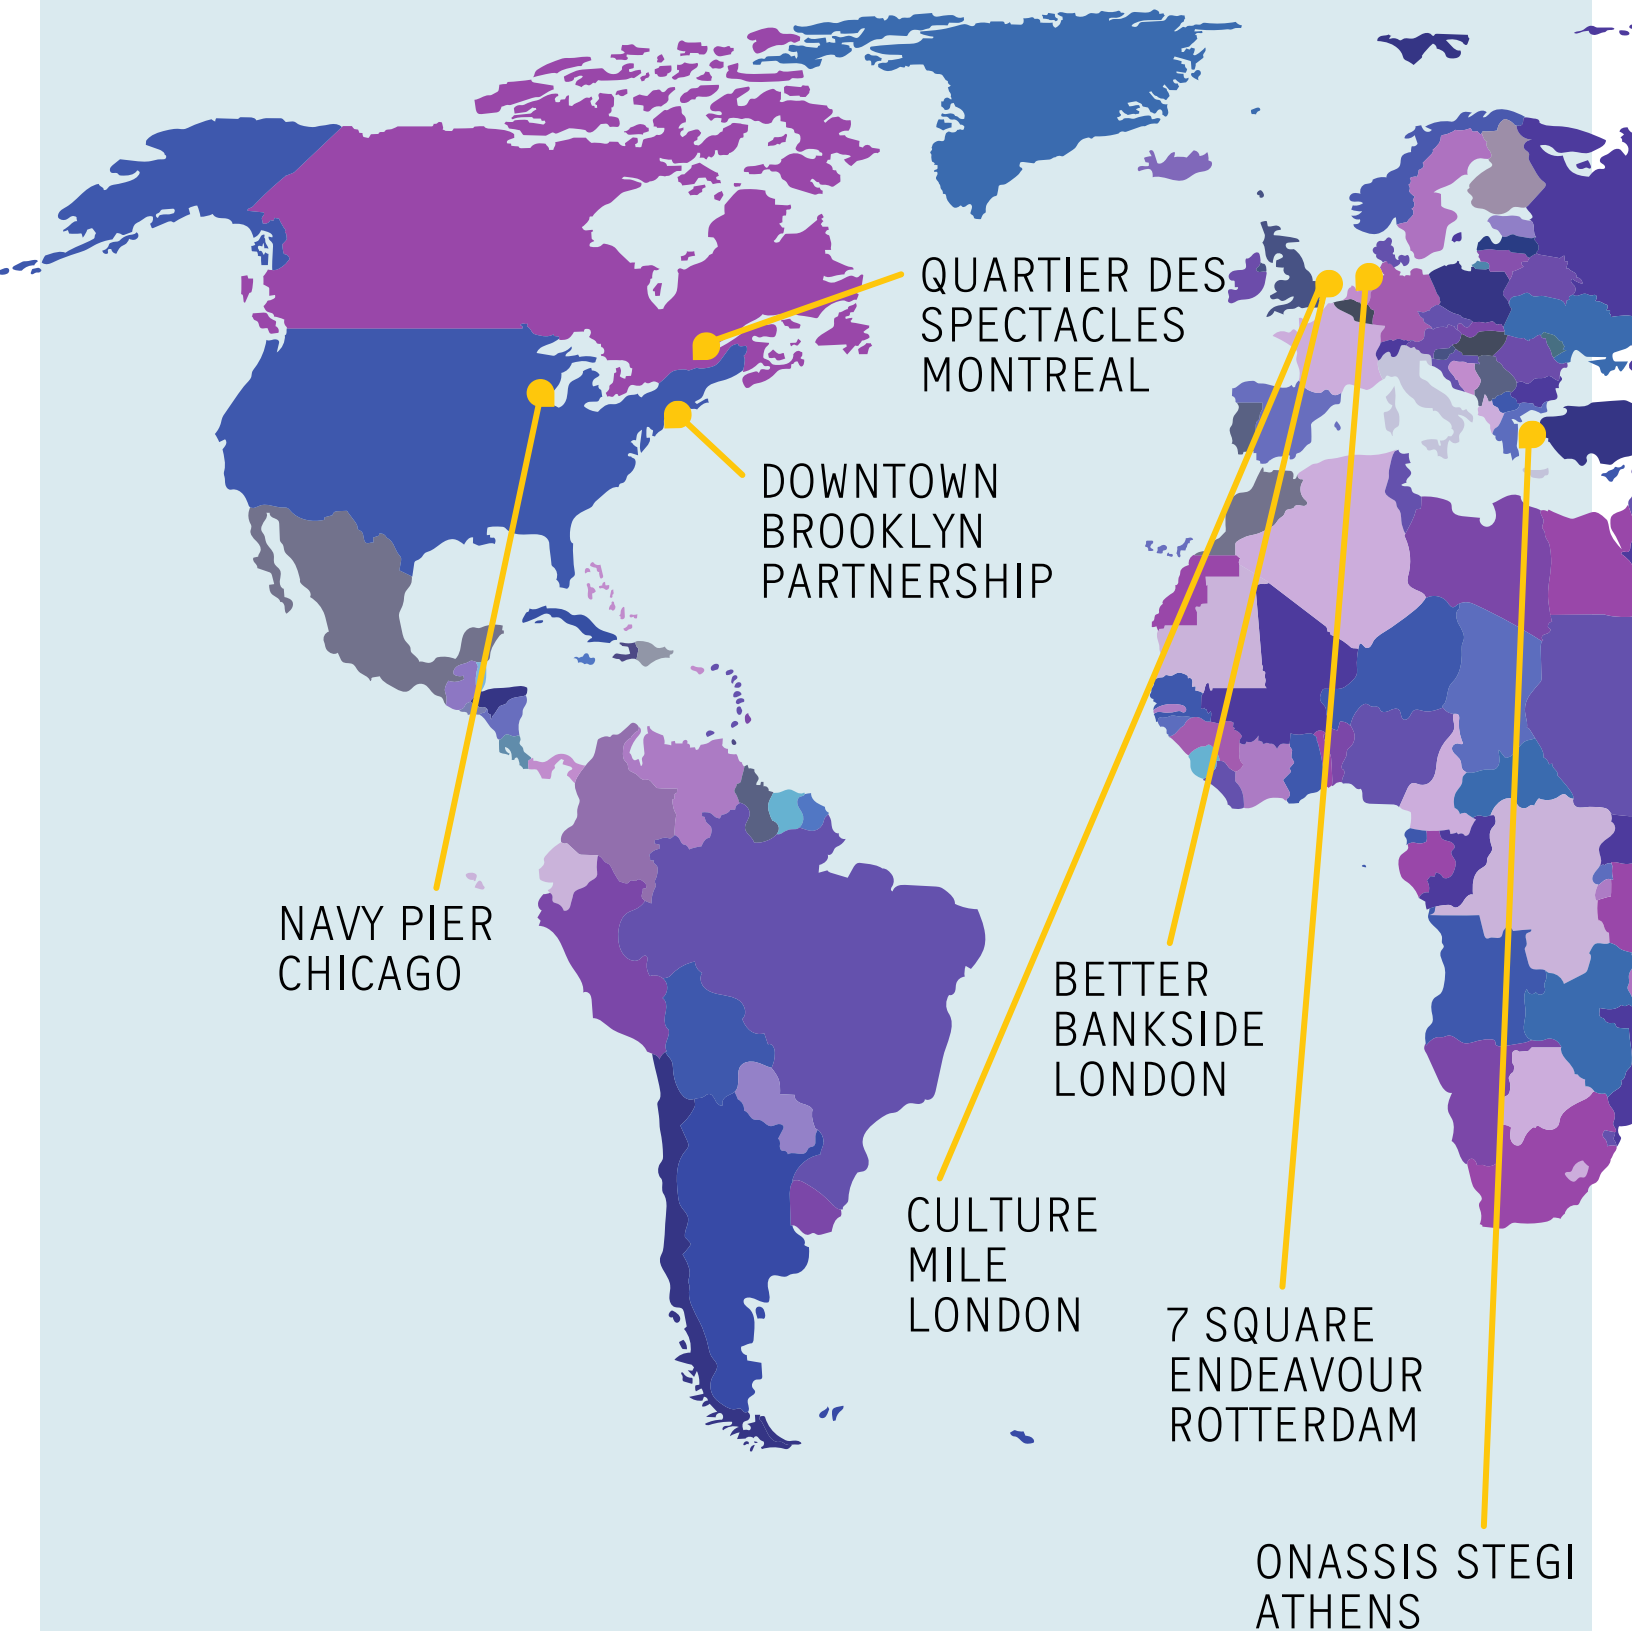 QUARTIER DES
SPECTACLES
MONTREAL
DOWNTOWN
BROOKLYN
PARTNERSHIP
NAVY PIER
CHICAGO
BETTER
BANKSIDE
LONDON
CULTURE
MILE
LONDON
7 SQUARE
ENDEAVOUR
ROTTERDAM
ONASSIS STEGI
ATHENS